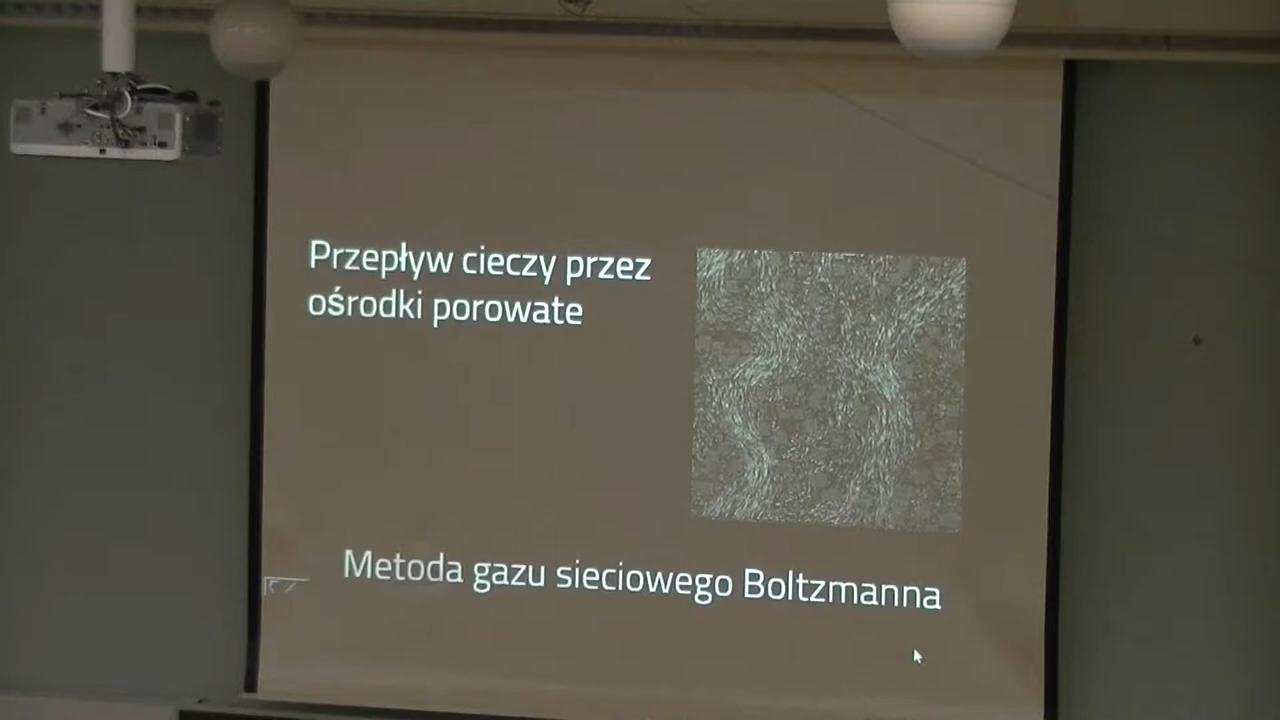 Przepływ cieczy przez
ośrodki porowate
Metoda gazu sieciowego Boltzmanna